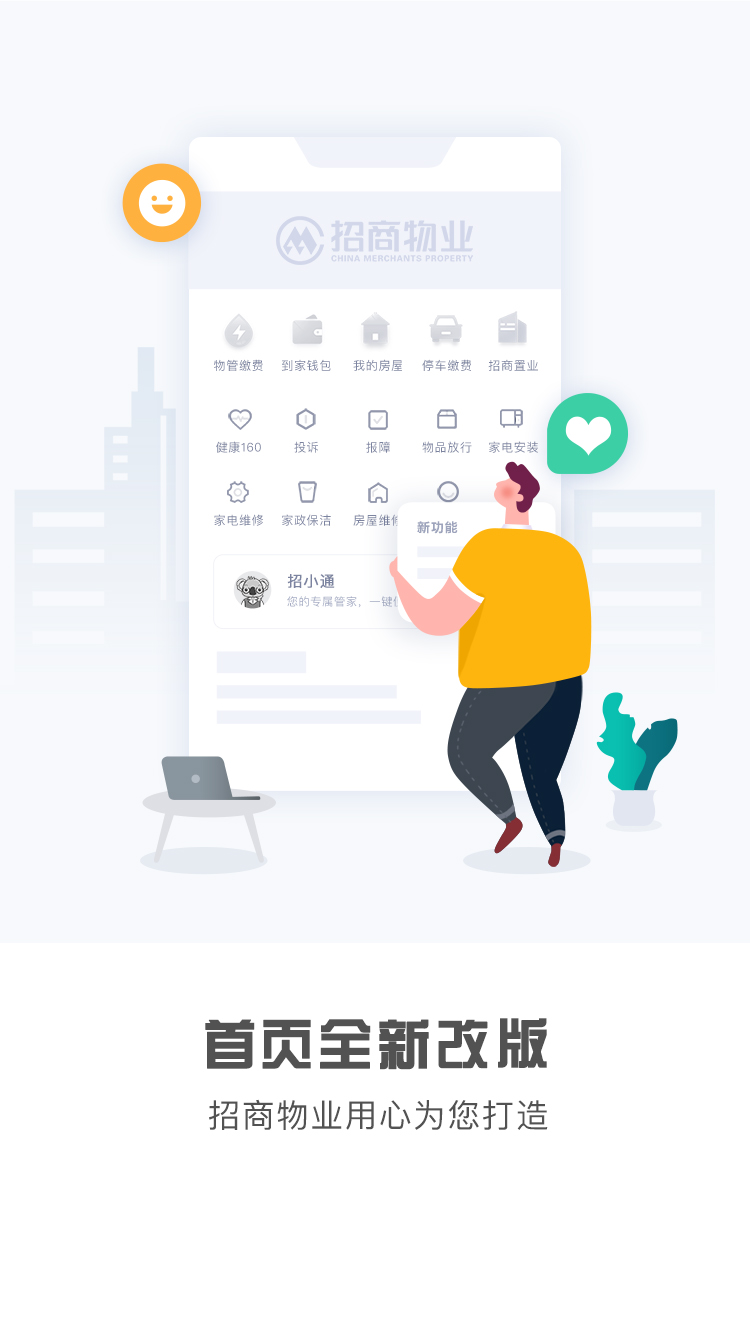 招商物业
CHINA MERCHANTS PROPERTY
物管缴费 到家钱包 我的房屋 停车缴费 招商置业
健康160 投诉 报障 物品放行 家电安装
家电维修 家政保洁 房屋维
新功能
招小通
您的专属管家，一键
首页全新改版
招商物业用心为您打造